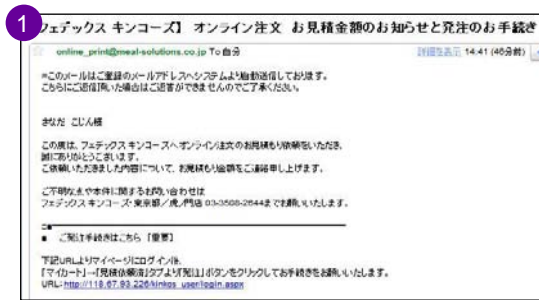 1
フェデックス キンコーズ】 オンライン注文 お見積金額のお知らせと発注のお手続き
online_print@meal-solutions.co.jp To 自分
詳細を表示 14:41 (46分前)
※このメールはご登録のメールアドレスへシステムより自動送信しております。
こちらにご返信頂いた場合はご返答ができませんのでご了承ください。
きなだ こじん様
この度は、フェデックス キンコーズへオンライン注文のお見積もり依頼をいただき、
誠にありがとうございます。
ご依頼いただきました内容について、お見積もり金額をご連絡申し上げます。
ご不明な点や本件に関するお問い合わせは
フェデックス キンコーズ・東京都／虎ノ門店 03-3508-2644までお願いいたします。
■ ご発注手続きはこちら 【重要】
下記URLよりマイページにログイン後、
「マイカート」→「見積依頼済」タブより「発注」ボタンをクリックしてお手続きをお願いいたします。
URL: http://118.67.93.226/kinkos_user/login.aspx